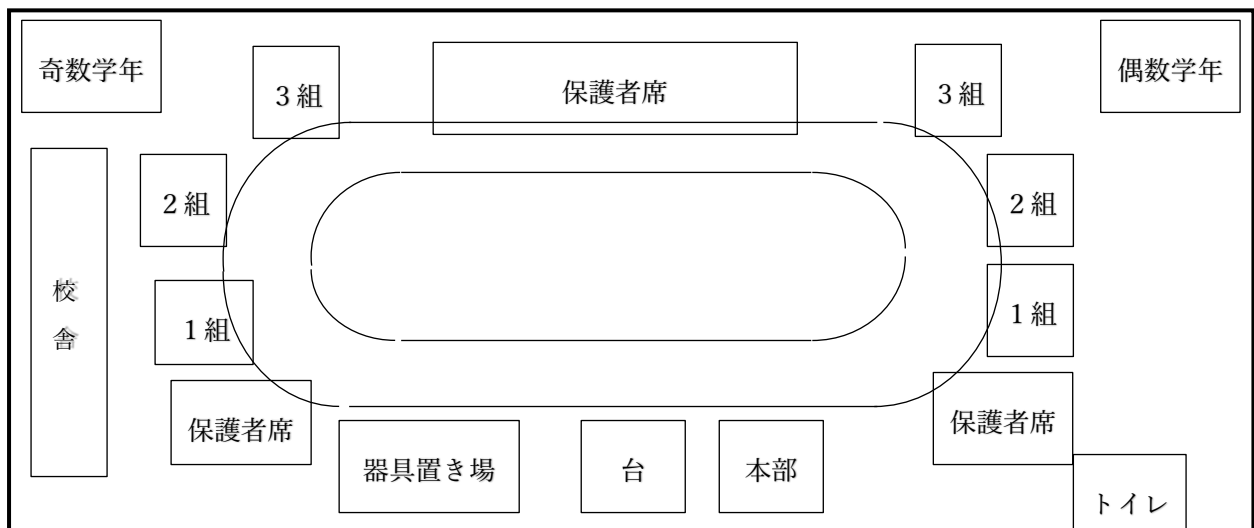 奇数学年
偶数学年
３組
保護者席
３組
２組
２組
校舎
１組
１組
保護者席
保護者席
器具置き場
台
本部
トイレ